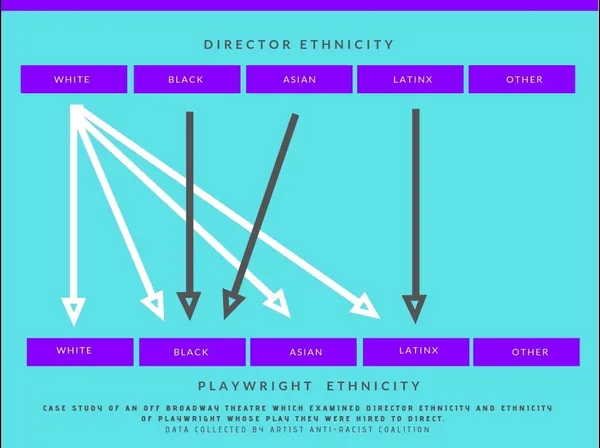 DIRECTOR ETHNICITY
WHITE BLACK ASIAN LATINX OTHER
WHITE BLACK ASIAN LATINX OTHER
PLAYWRIGHT ETHNICITY
CASE STUDY OF AN OFF BROADWAY THEATRE WHICH EXAMINED DIRECTOR ETHNICITY AND ETHNICITY
OF PLAYWRIGHT WHOSE PLAY THEY WERE HIRED TO DIRECT.
DATA COLLECTED BY ARTIST ANTI-RACIST COALITION